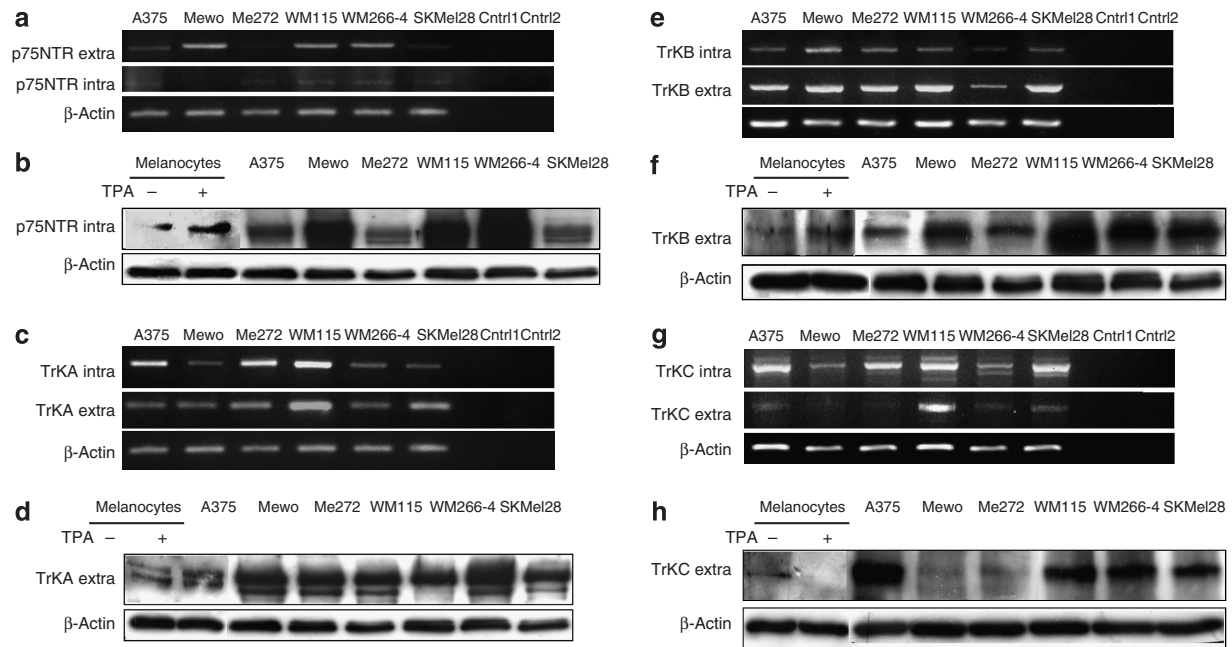 a
A375 Mewo Me272 WM115 WM266-4 SKMel28 Cntrl1 Cntrl2
p75NTR extra
p75NTR intra
β-Actin
b
Melanocytes A375 Mewo Me272 WM115 WM266-4 SKMel28
TPA – +
p75NTR intra
β-Actin
c
A375 Mewo Me272 WM115 WM266-4 SKMel28 Cntrl1 Cntrl2
TrKA intra
TrKA extra
β-Actin
d
Melanocytes A375 Mewo Me272 WM115 WM266-4 SKMel28
TPA – +
TrKA extra
β-Actin
e
A375 Mewo Me272 WM115 WM266-4 SKMel28 Cntrl1 Cntrl2
TrKB intra
TrKB extra
f
Melanocytes A375 Mewo Me272 WM115 WM266-4 SKMel28
TPA – +
TrKB extra
β-Actin
g
A375 Mewo Me272 WM115 WM266-4 SKMel28 Cntrl1 Cntrl2
TrKC intra
TrKC extra
β-Actin
h
Melanocytes A375 Mewo Me272 WM115 WM266-4 SKMel28
TPA – +
TrKC extra
β-Actin